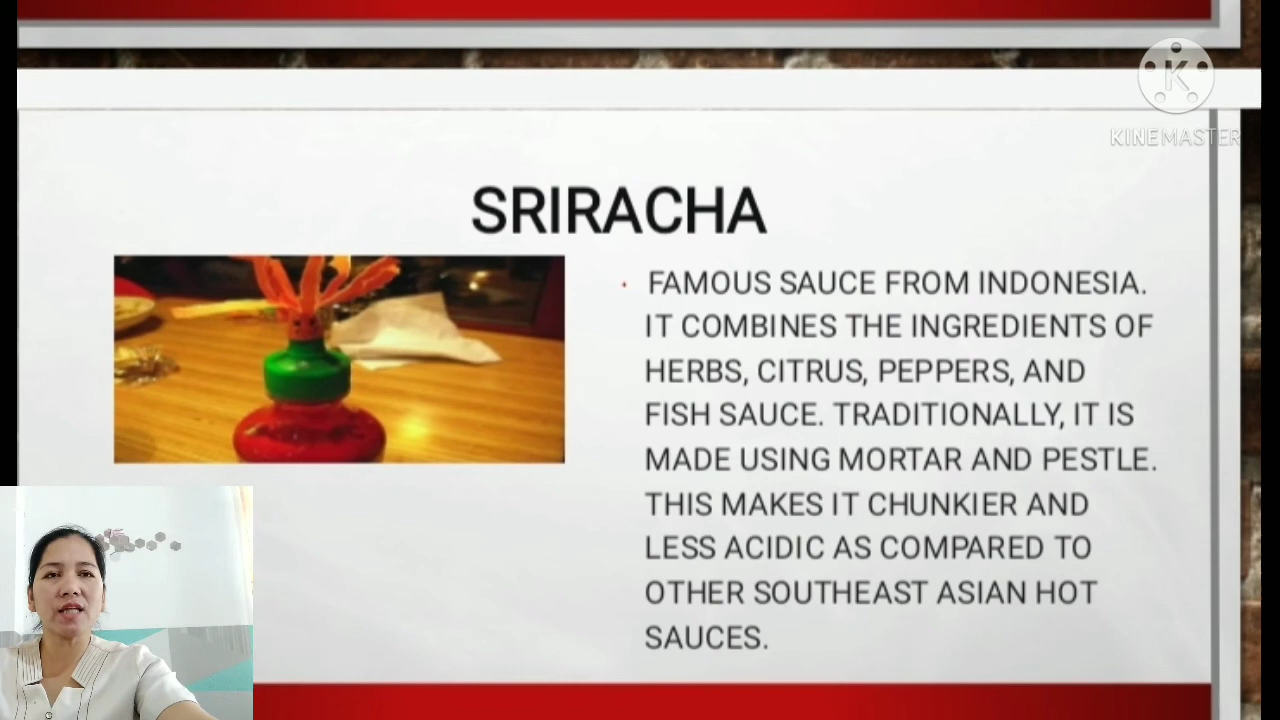 K
KINEMASTER
SRIRACHA
• FAMOUS SAUCE FROM INDONESIA.
IT COMBINES THE INGREDIENTS OF
HERBS, CITRUS, PEPPERS, AND
FISH SAUCE. TRADITIONALLY, IT IS
MADE USING MORTAR AND PESTLE.
THIS MAKES IT CHUNKIER AND
LESS ACIDIC AS COMPARED TO
OTHER SOUTHEAST ASIAN HOT
SAUCES.